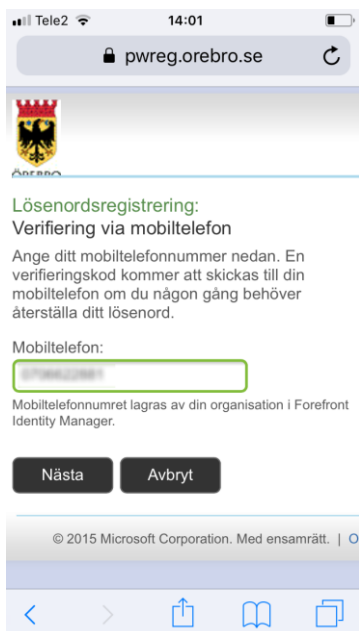 Tele2
14:01
pwreg.orebro.se
ÖREBRO
Lösenordsregistrering:
Verifiering via mobiltelefon
Ange ditt mobiltelefonnummer nedan. En
verifieringskod kommer att skickas till din
mobiltelefon om du någon gång behöver
återställa ditt lösenord.
Mobiltelefon:
Mobiltelefonnumret lagras av din organisation i Forefront
Identity Manager.
Nästa
Avbryt
© 2015 Microsoft Corporation. Med ensamrätt. | O